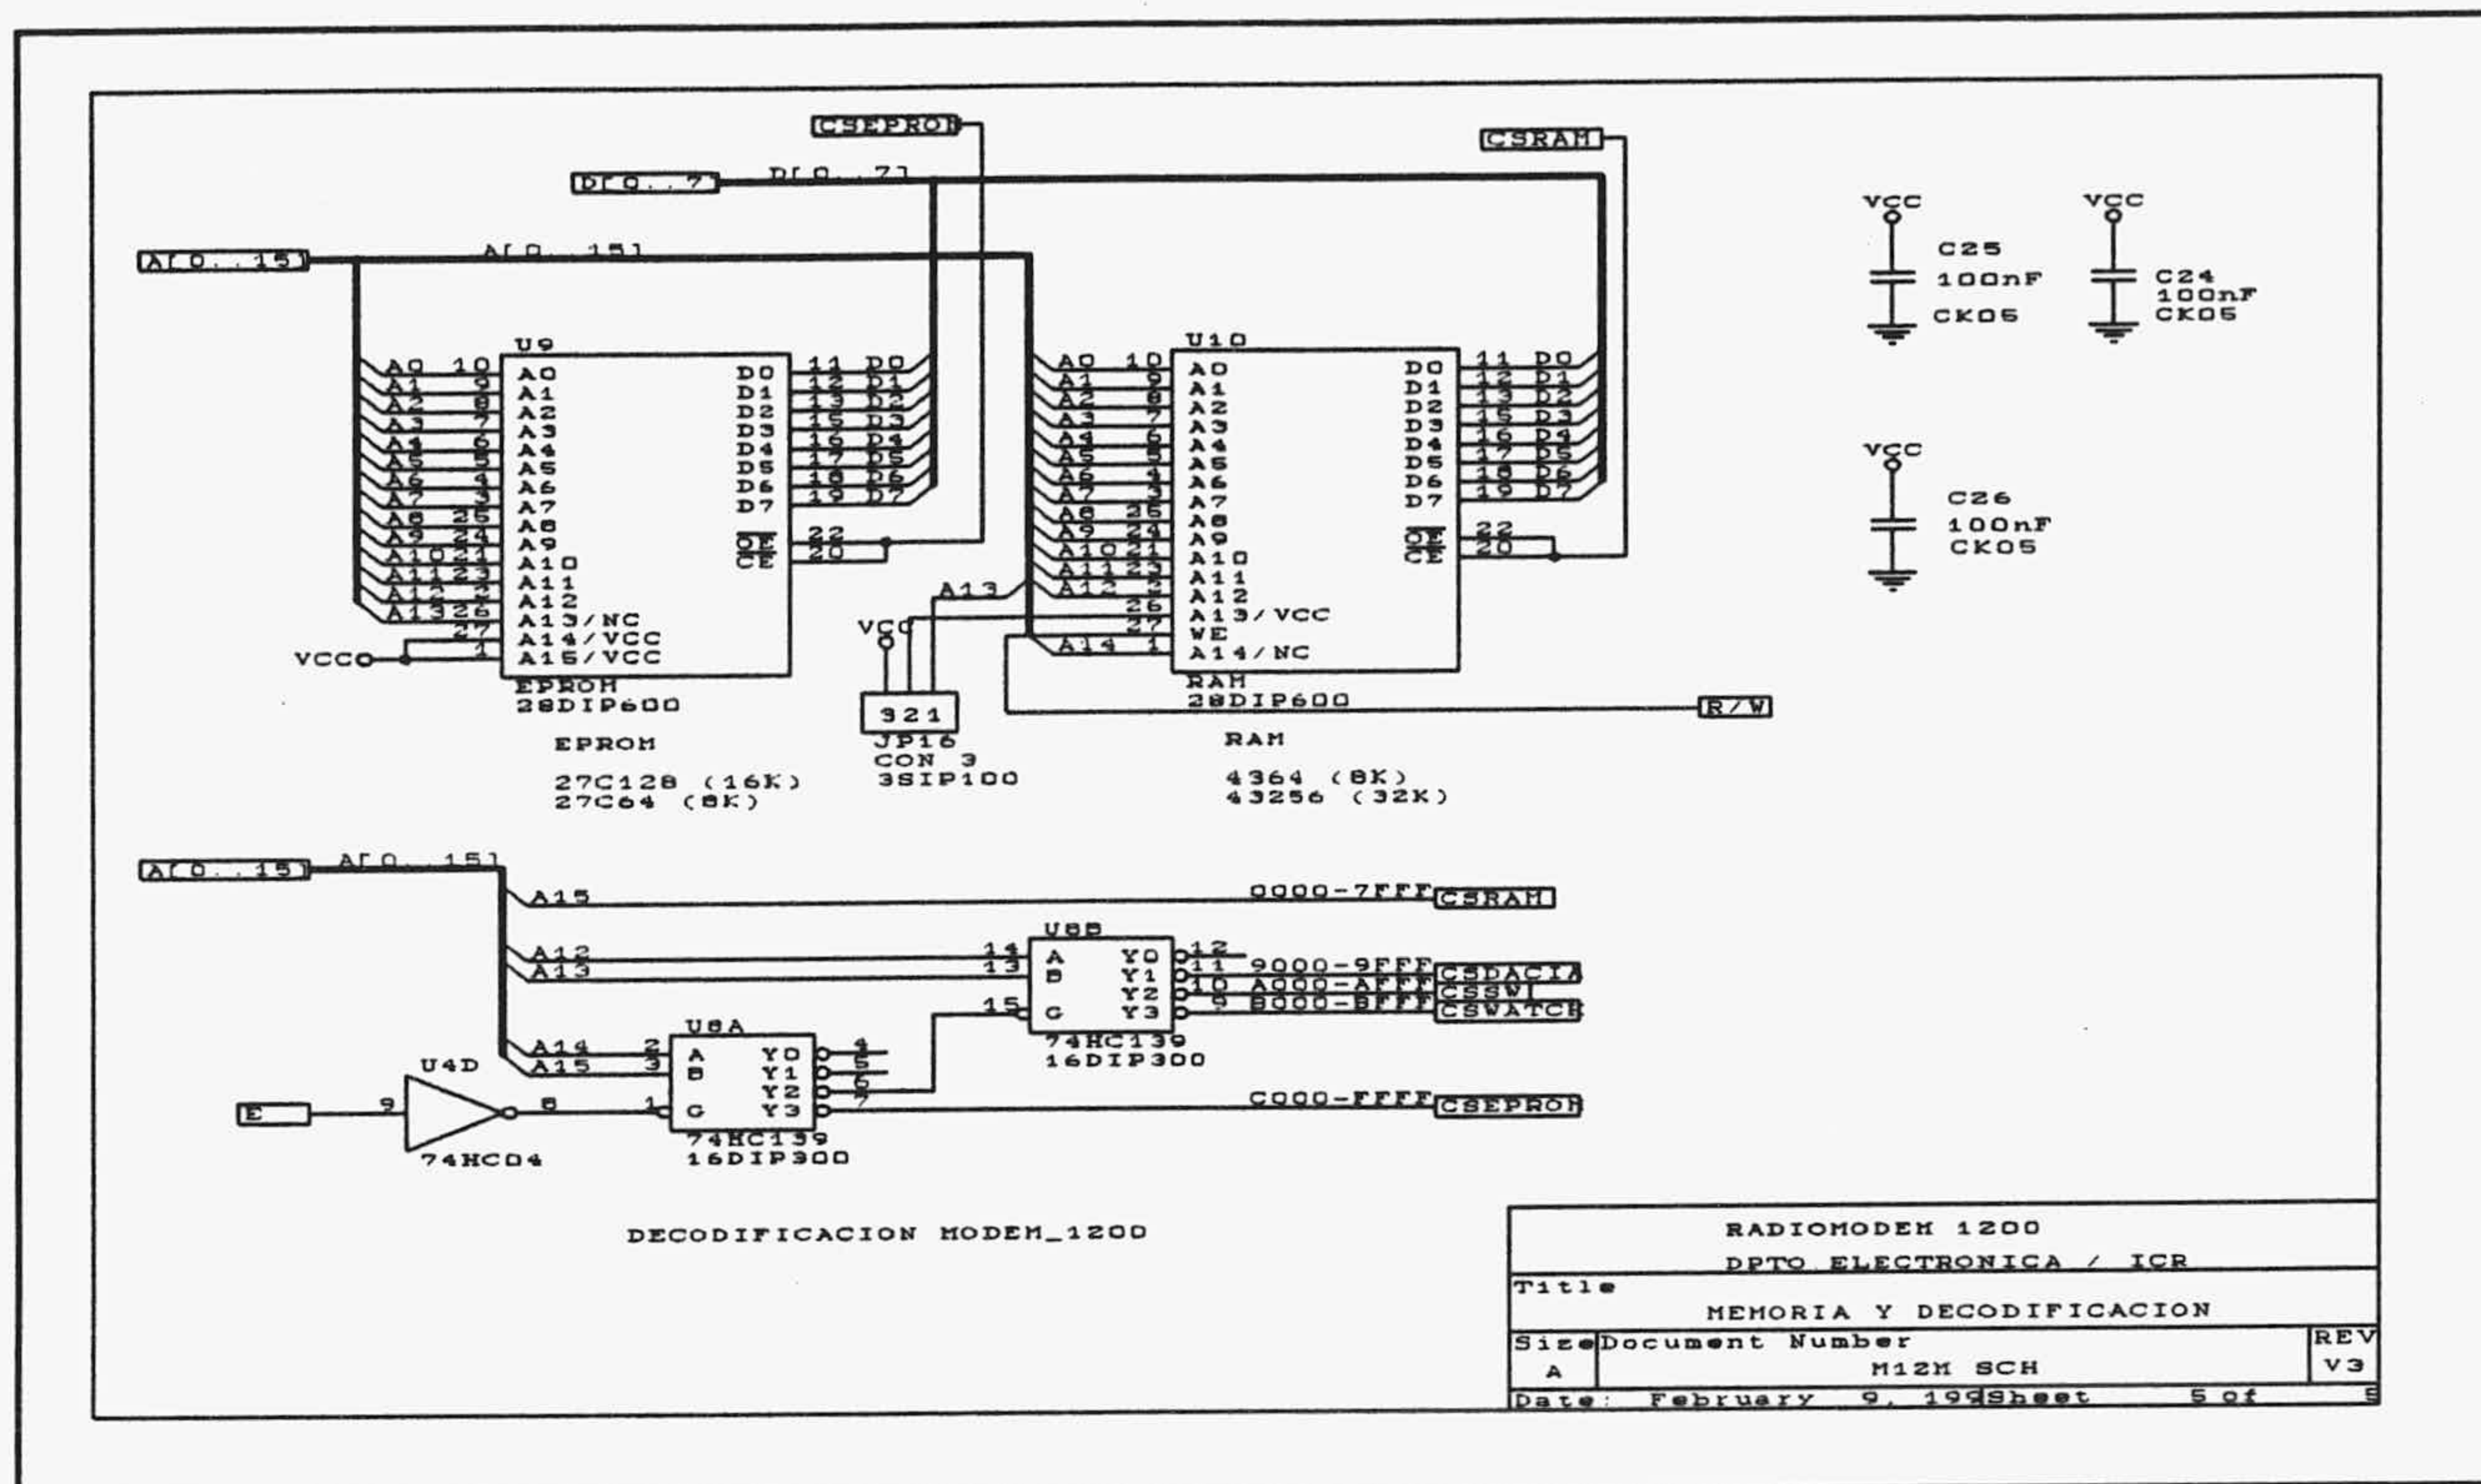 CSEPROM
CSRAM
D[0..7]
D[0..7]
A[0..15]
A[0..15]
VCC
VCC
C25
100nF
CK05
C24
100nF
CK05
VCC
C26
100nF
CK05
U9
A0 10 A0 D0 11 D0
A1 9 A1 D1 12 D1
A2 8 A2 D2 13 D2
A3 7 A3 D3 15 D3
A4 6 A4 D4 16 D4
A5 5 A5 D5 17 D5
A6 4 A6 D6 18 D6
A7 3 A7 D7 19 D7
A8 25 A8
A9 24 A9 OE 22
A10 21 A10 CE 20
A11 23 A11
A12 2 A12
A13 26 A13/NC
27 A14/VCC
VCC 1 A15/VCC
EPROM
28DIP600
EPROM
27C128 (16K)
27C64 (8K)
U10
A0 10 A0 D0 11 D0
A1 9 A1 D1 12 D1
A2 8 A2 D2 13 D2
A3 7 A3 D3 15 D3
A4 6 A4 D4 16 D4
A5 5 A5 D5 17 D5
A6 4 A6 D6 18 D6
A7 3 A7 D7 19 D7
A8 25 A8
A9 24 A9 OE 22
A10 21 A10 CE 20
A11 23 A11
A12 2 A12
26 A13/VCC
27 WE
A14 1 A14/NC
RAM
28DIP600
RAM
4364 (8K)
43256 (32K)
A13
VCC
3 2 1
JP16
CON 3
3SIP100
R/W
A[0..15]
A[0..15]
A15 0000-7FFF CSRAM
U8B
A12 14 A Y0 12
A13 13 B Y1 11 9000-9FFF CSDACIA
Y2 10 A000-AFFF CSSWI
15 G Y3 9 B000-BFFF CSWATCH
74HC139
16DIP300
U8A
A14 2 A Y0 4
A15 3 B Y1 5
Y2 6
1 G Y3 7 C000-FFFF CSEPROM
74HC139
16DIP300
U4D
E 9 8
74HC04
DECODIFICACION MODEM_1200
RADIOMODEM 1200
DPTO ELECTRONICA / ICR
Title
MEMORIA Y DECODIFICACION
Size Document Number REV
A M12M SCH V3
Date: February 9, 199 Sheet 5 of